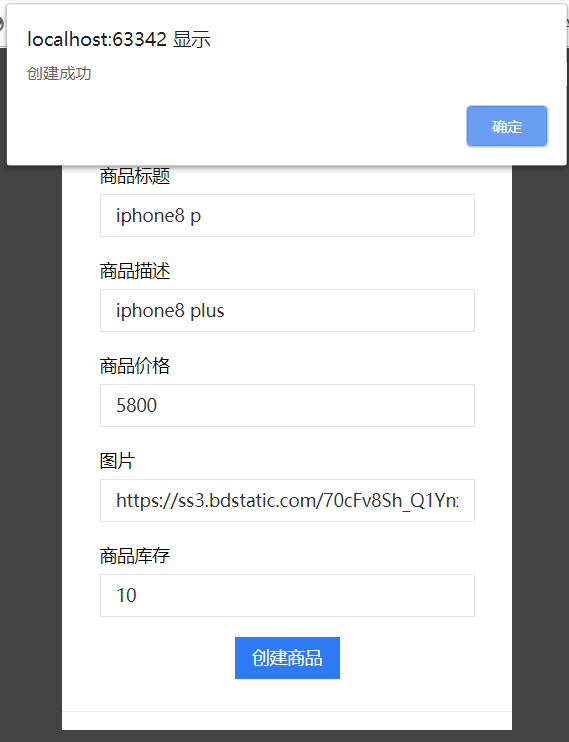 localhost:63342 显示
创建成功
确定
商品标题
iphone8 p
商品描述
iphone8 plus
商品价格
5800
图片
https://ss3.bdstatic.com/70cFv8Sh_Q1Yn
商品库存
10
创建商品